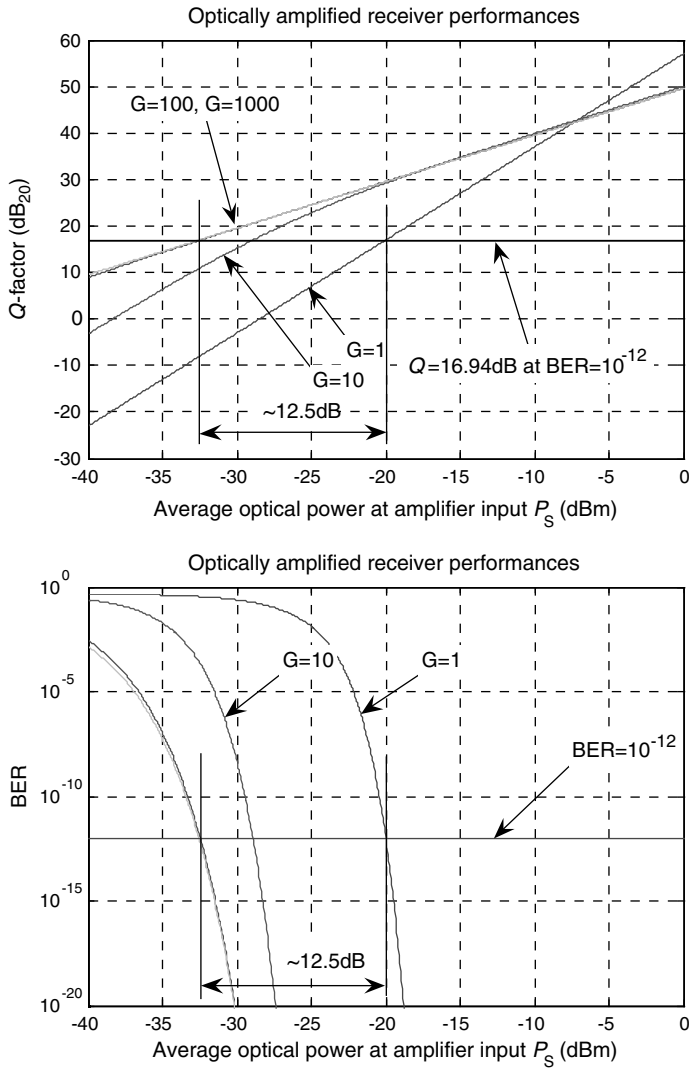 Optically amplified receiver performances
60
50
40
30
20
10
0
-10
-20
-30
Q-factor (dB₂₀)
G=100, G=1000
G=1
G=10
Q=16.94dB at BER=10⁻¹²
~12.5dB
-40 -35 -30 -25 -20 -15 -10 -5 0
Average optical power at amplifier input P_S (dBm)
Optically amplified receiver performances
10⁰
10⁻⁵
10⁻¹⁰
10⁻¹⁵
10⁻²⁰
BER
G=10
G=1
BER=10⁻¹²
~12.5dB
-40 -35 -30 -25 -20 -15 -10 -5 0
Average optical power at amplifier input P_S (dBm)